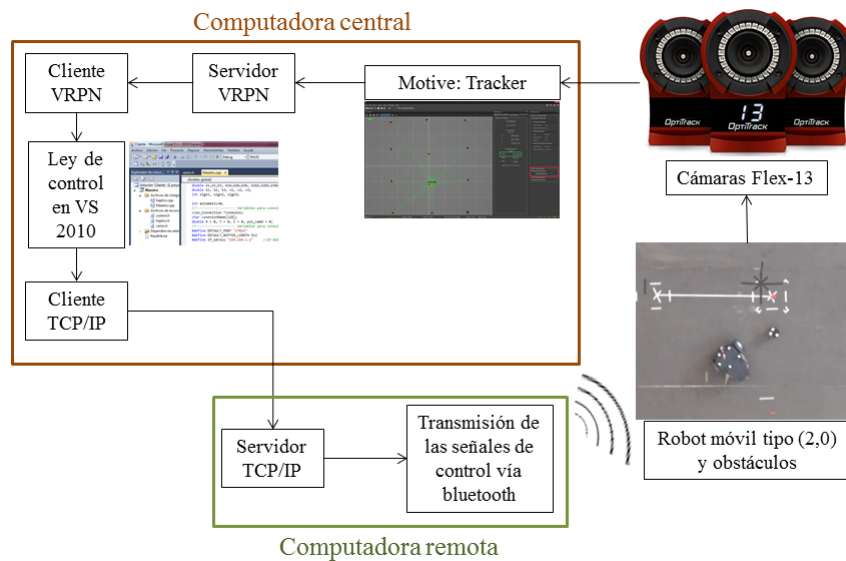 Computadora central
Cliente
VRPN
Servidor
VRPN
Motive: Tracker
OptiTrack
13
OptiTrack
OptiTrack
Cámaras Flex-13
Ley de
control
en VS
2010
Cliente
TCP/IP
Servidor
TCP/IP
Transmisión de
las señales de
control vía
bluetooth
Robot móvil tipo (2,0)
y obstáculos
Computadora remota